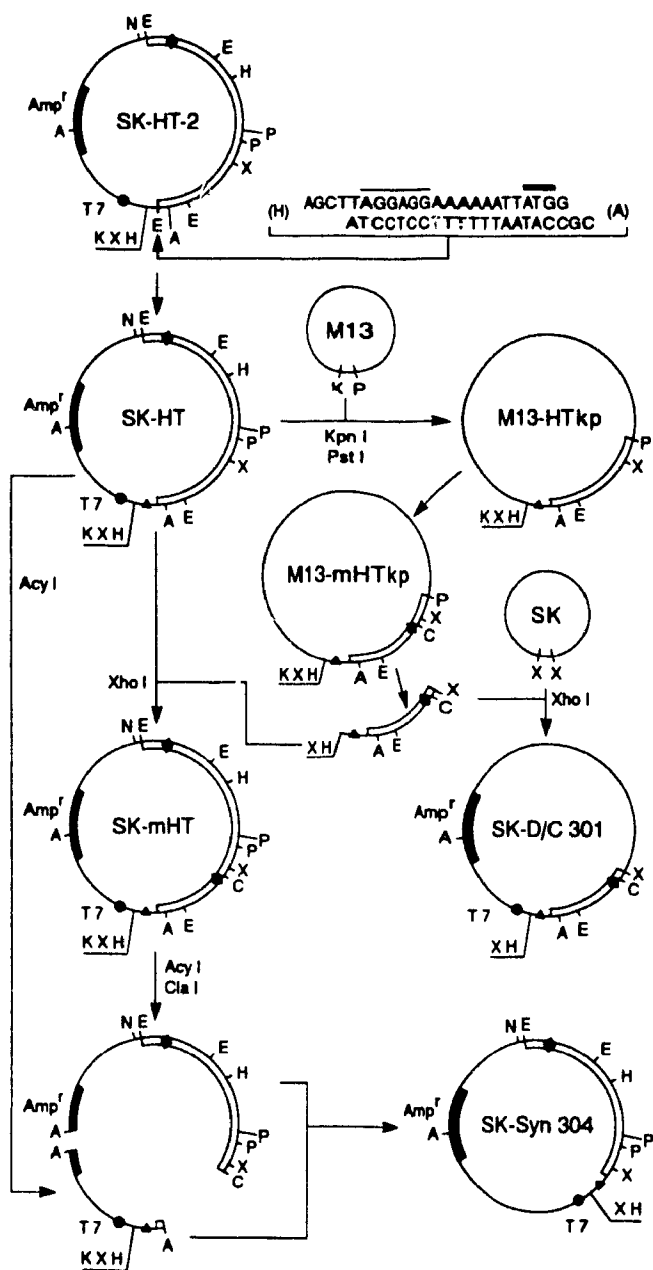 N E
E
H
Amp r
A
SK-HT-2
P
P
X
T7
K X H
E
A
E
(H) AGCTTAGGAGGAAAAAATTATGG (A)
ATCCTCCTTTTTTAATACCGC
N E
E
H
Amp r
A
SK-HT
P
P
X
T7
K X H
A
E
M13
K P
Kpn I
Pst I
M13-HTkp
P
X
K X H
A
E
Acy I
M13-mHTkp
P
X
C
K X H
A
E
SK
X X
Xho I
Xho I
X
C
XH
A
E
N E
E
H
Amp r
A
SK-mHT
P
P
X
C
T7
K X H
A
E
Amp r
A
SK-D/C 301
X
C
T7
X H
A
E
Acy I
Cla I
N E
E
H
Amp r
A
A
P
P
X
C
T7
K X H
A
N E
E
H
Amp r
A
SK-Syn 304
P
P
X
X H
T7